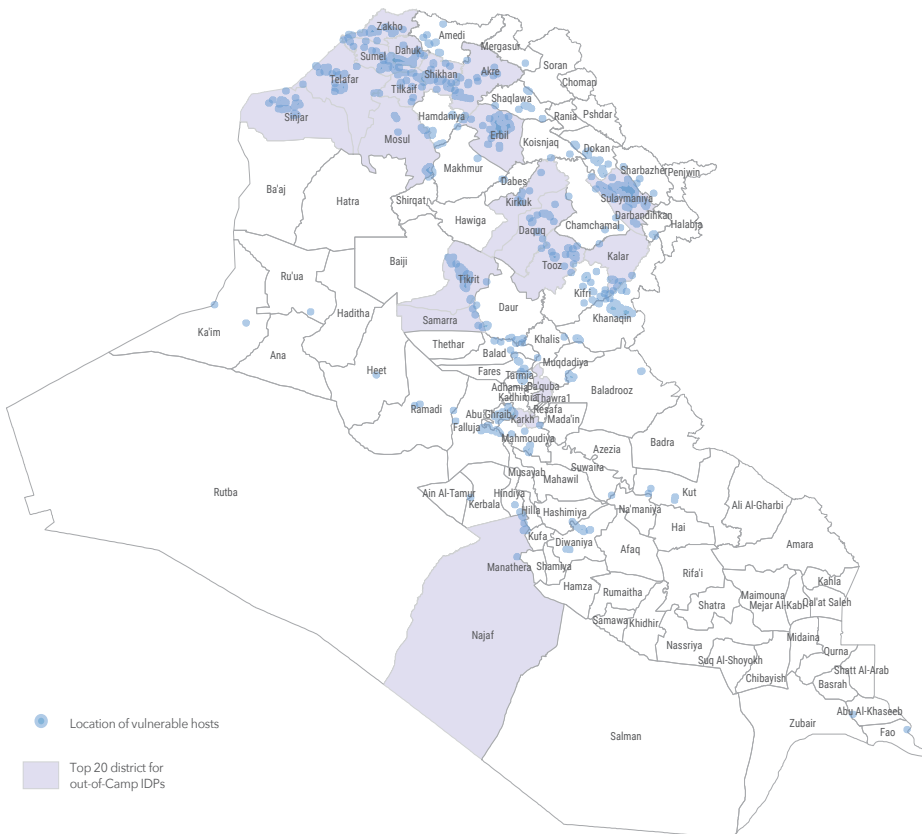 Zakho
Amedi
Mergasur
Sumel
Dahuk
Soran
Akre
Shikhan
Telafar
Choman
Tilkaif
Shaqlawa
Sinjar
Hamdaniya
Rania
Pshdar
Mosul
Erbil
Koisnjaq
Dokan
Makhmur
Sharbazher
Penjwin
Dabes
Ba'aj
Hatra
Shirqat
Kirkuk
Sulaymaniya
Hawiga
Darbandihkan
Chamchamal
Halabja
Daquq
Kalar
Baiji
Tooz
Ru'ua
Tikrit
Kifri
Daur
Haditha
Samarra
Khanaqin
Ka'im
Thethar
Khalis
Ana
Balad
Muqdadiya
Heet
Fares
Tarmia
Adhamia
Ba'quba
Baladrooz
Kadhimia
Thawra1
Ramadi
Abu Ghraib
Resafa
Karkh
Mada'in
Falluja
Mahmoudiya
Badra
Azezia
Suwaira
Musayab
Mahawil
Rutba
Ain Al-Tamur
Hindiya
Kut
Kerbala
Ali Al-Gharbi
Hilla
Hashimiya
Na'maniya
Hai
Kufa
Diwaniya
Afaq
Amara
Manathera
Shamiya
Rifa'i
Hamza
Kahla
Rumaitha
Maimouna
Shatra
Mejar Al-Kabi
Qal'at Saleh
Samawa
Khidhir
Najaf
Midaina
Nassriya
Qurna
Suq Al-Shoyokh
Shatt Al-Arab
Chibayish
Basrah
Abu Al-Khaseeb
Zubair
Fao
Salman
Location of vulnerable hosts
Top 20 district for
out-of-Camp IDPs